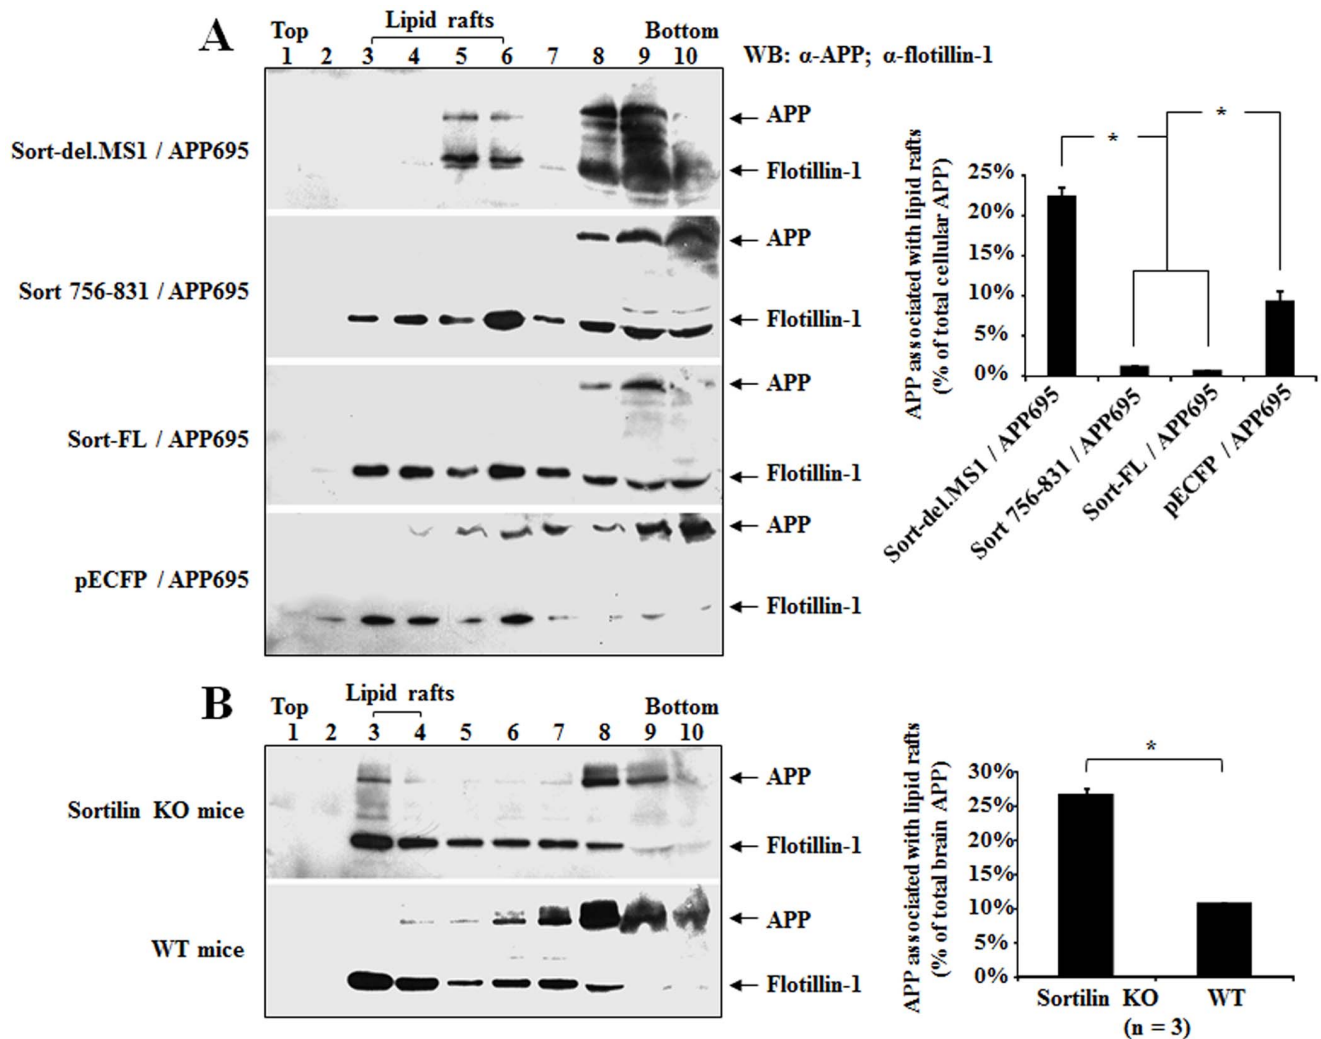 A
Top
Lipid rafts
Bottom
1 2 3 4 5 6 7 8 9 10
WB: α-APP; α-flotillin-1
Sort-del.MS1 / APP695
APP
Flotillin-1
Sort 756-831 / APP695
APP
Flotillin-1
Sort-FL / APP695
APP
Flotillin-1
pECFP / APP695
APP
Flotillin-1
APP associated with lipid rafts
(% of total cellular APP)
* *
25%
20%
15%
10%
5%
0%
Sort-del.MS1 / APP695
Sort 756-831 / APP695
Sort-FL / APP695
pECFP / APP695
B
Top
Lipid rafts
Bottom
1 2 3 4 5 6 7 8 9 10
Sortilin KO mice
APP
Flotillin-1
WT mice
APP
Flotillin-1
APP associated with lipid rafts
(% of total brain APP)
*
30%
25%
20%
15%
10%
5%
0%
Sortilin KO WT
(n = 3)